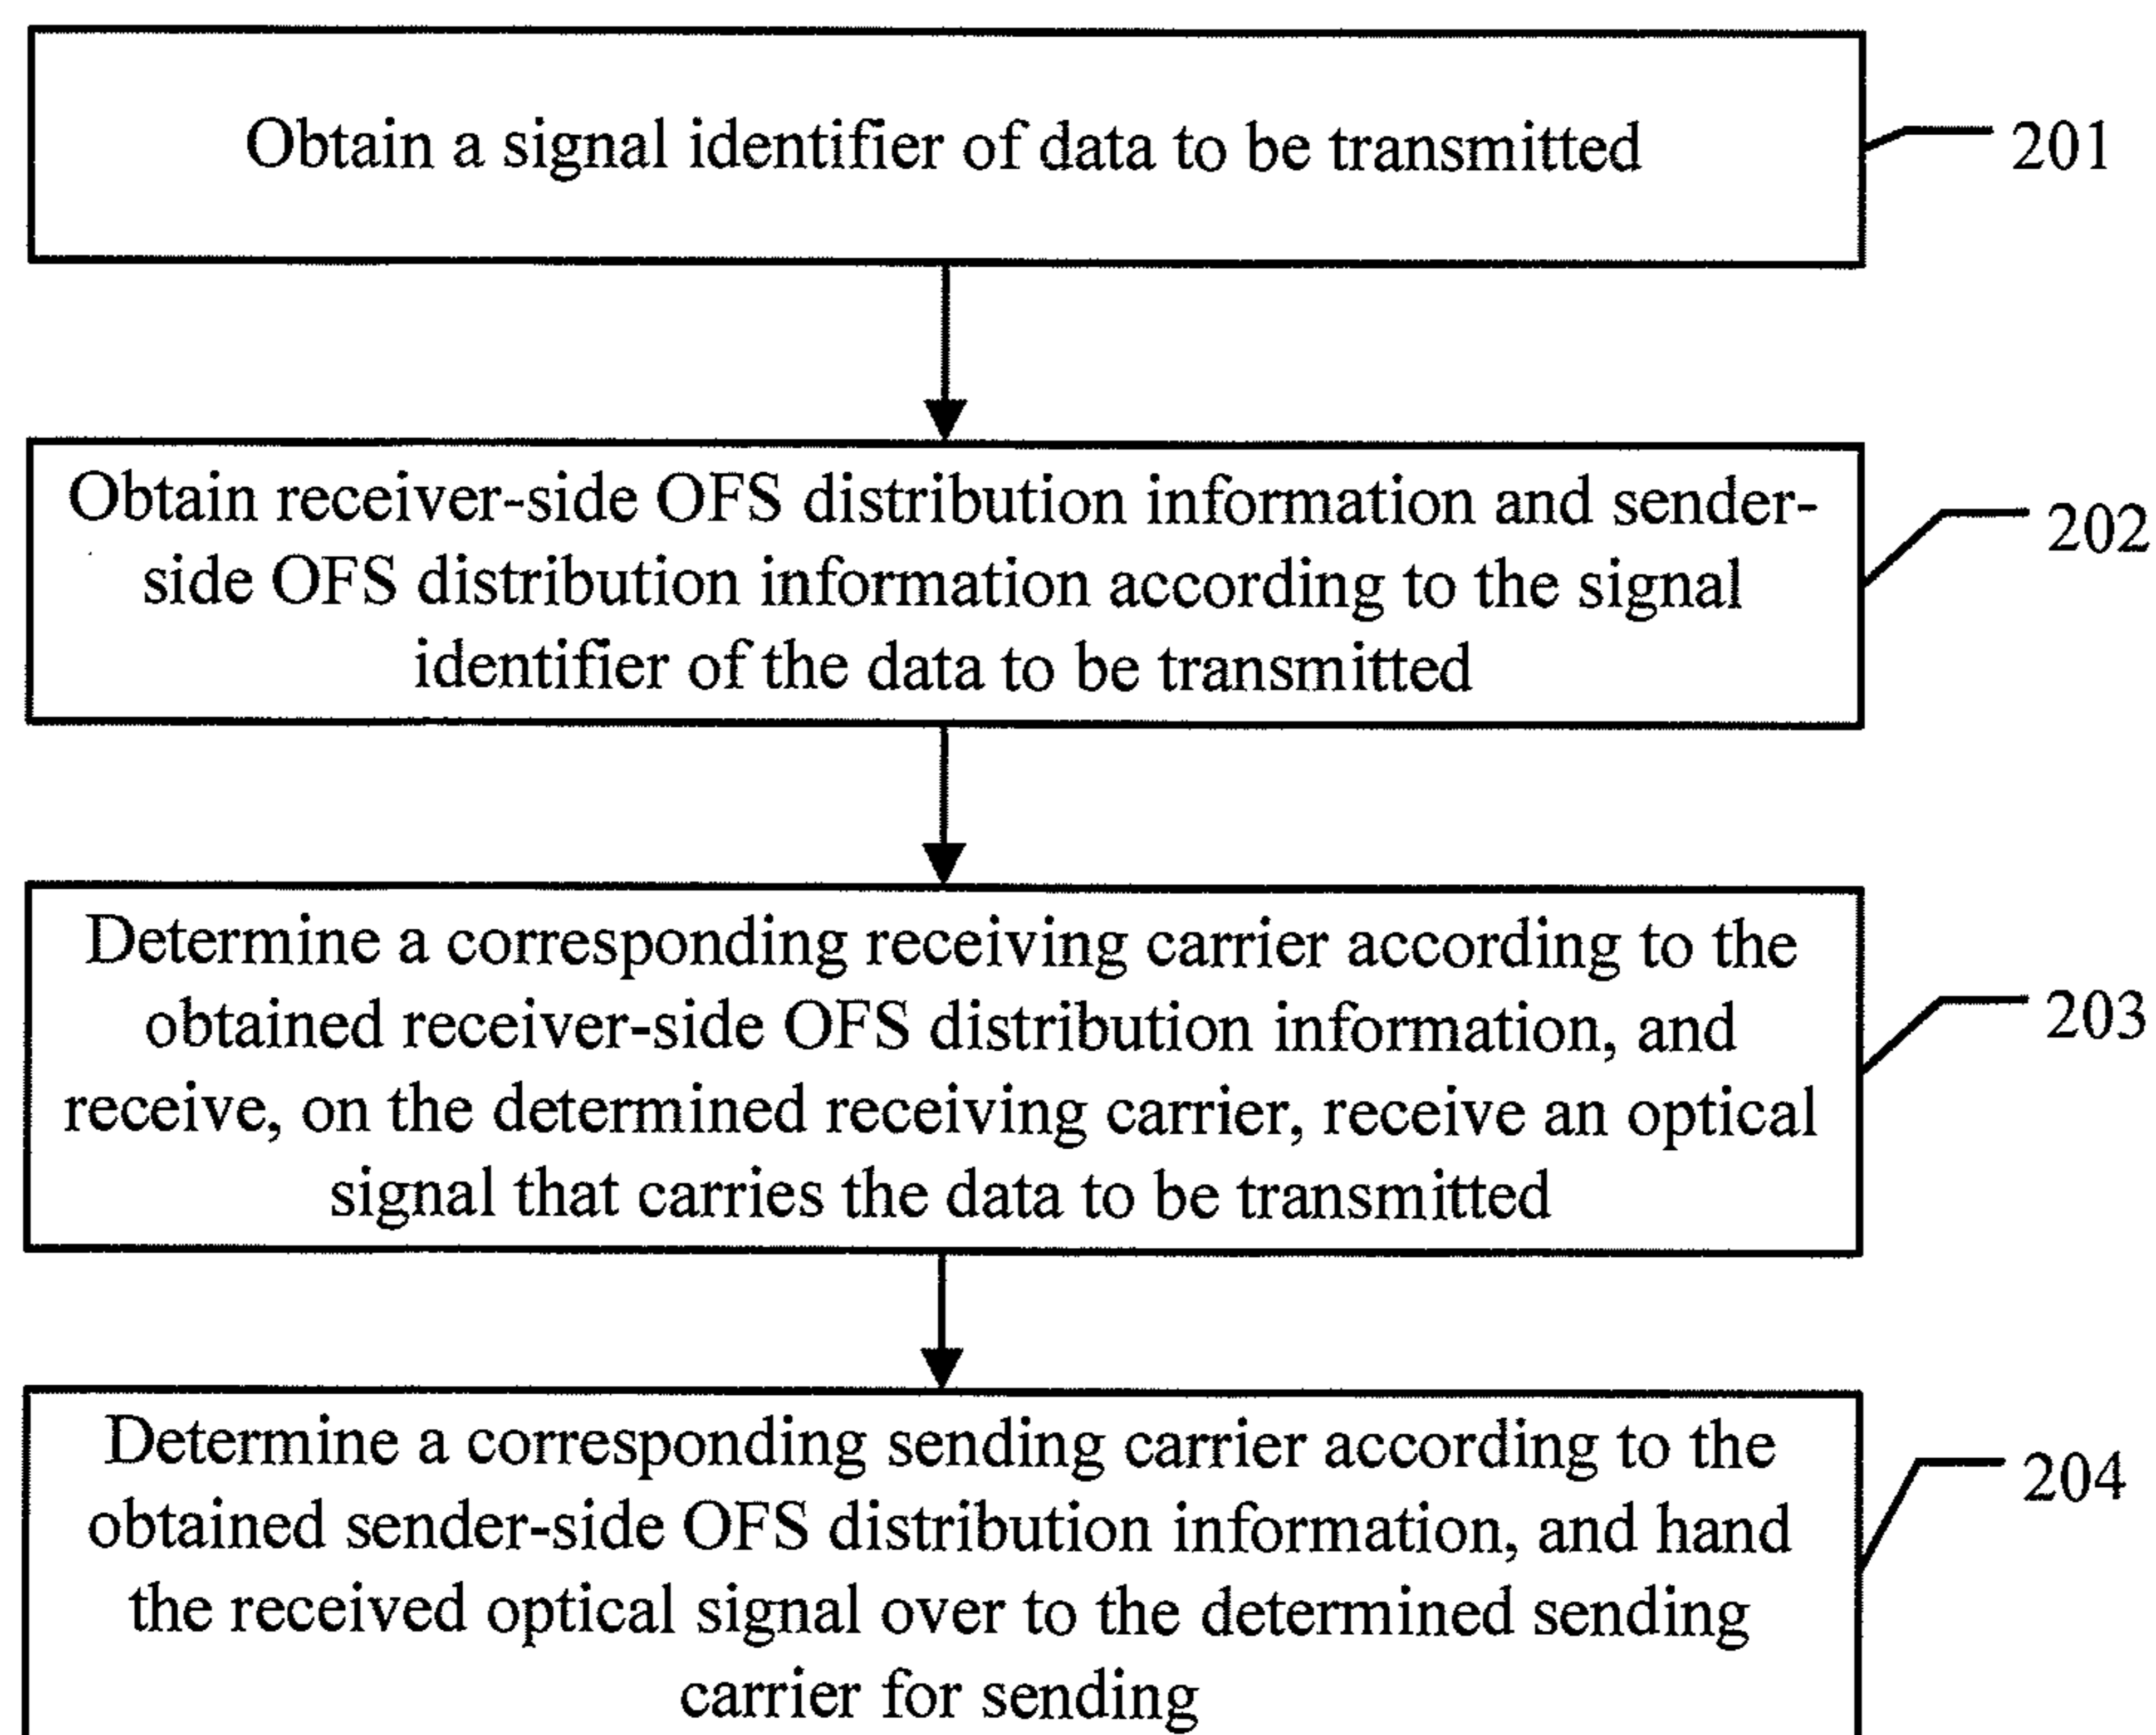 Obtain a signal identifier of data to be transmitted
201
Obtain receiver-side OFS distribution information and sender-
side OFS distribution information according to the signal
identifier of the data to be transmitted
202
Determine a corresponding receiving carrier according to the
obtained receiver-side OFS distribution information, and
receive, on the determined receiving carrier, receive an optical
signal that carries the data to be transmitted
203
Determine a corresponding sending carrier according to the
obtained sender-side OFS distribution information, and hand
the received optical signal over to the determined sending
carrier for sending
204